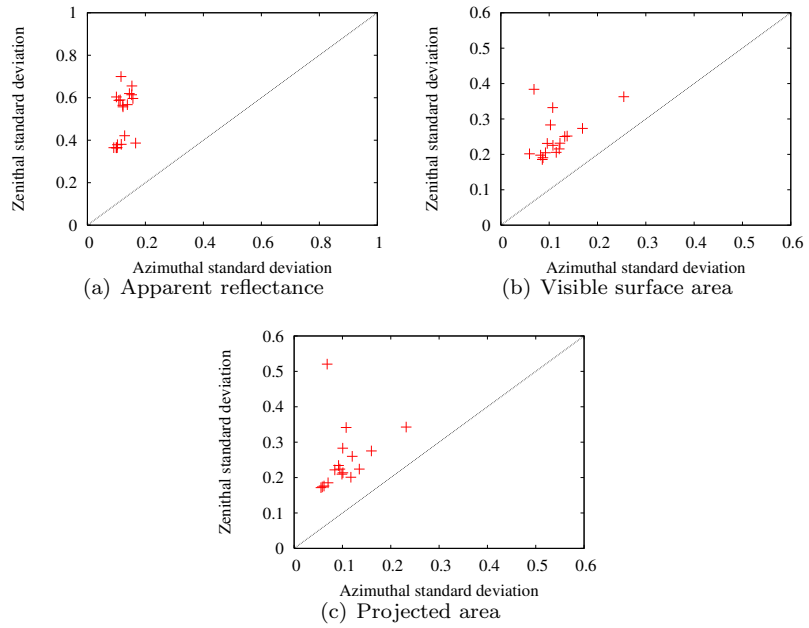 1
0.8
0.6
0.4
0.2
0
0 0.2 0.4 0.6 0.8 1
Zenithal standard deviation
Azimuthal standard deviation
(a) Apparent reflectance
0.6
0.5
0.4
0.3
0.2
0.1
0
0 0.1 0.2 0.3 0.4 0.5 0.6
Zenithal standard deviation
Azimuthal standard deviation
(b) Visible surface area
0.6
0.5
0.4
0.3
0.2
0.1
0
0 0.1 0.2 0.3 0.4 0.5 0.6
Zenithal standard deviation
Azimuthal standard deviation
(c) Projected area